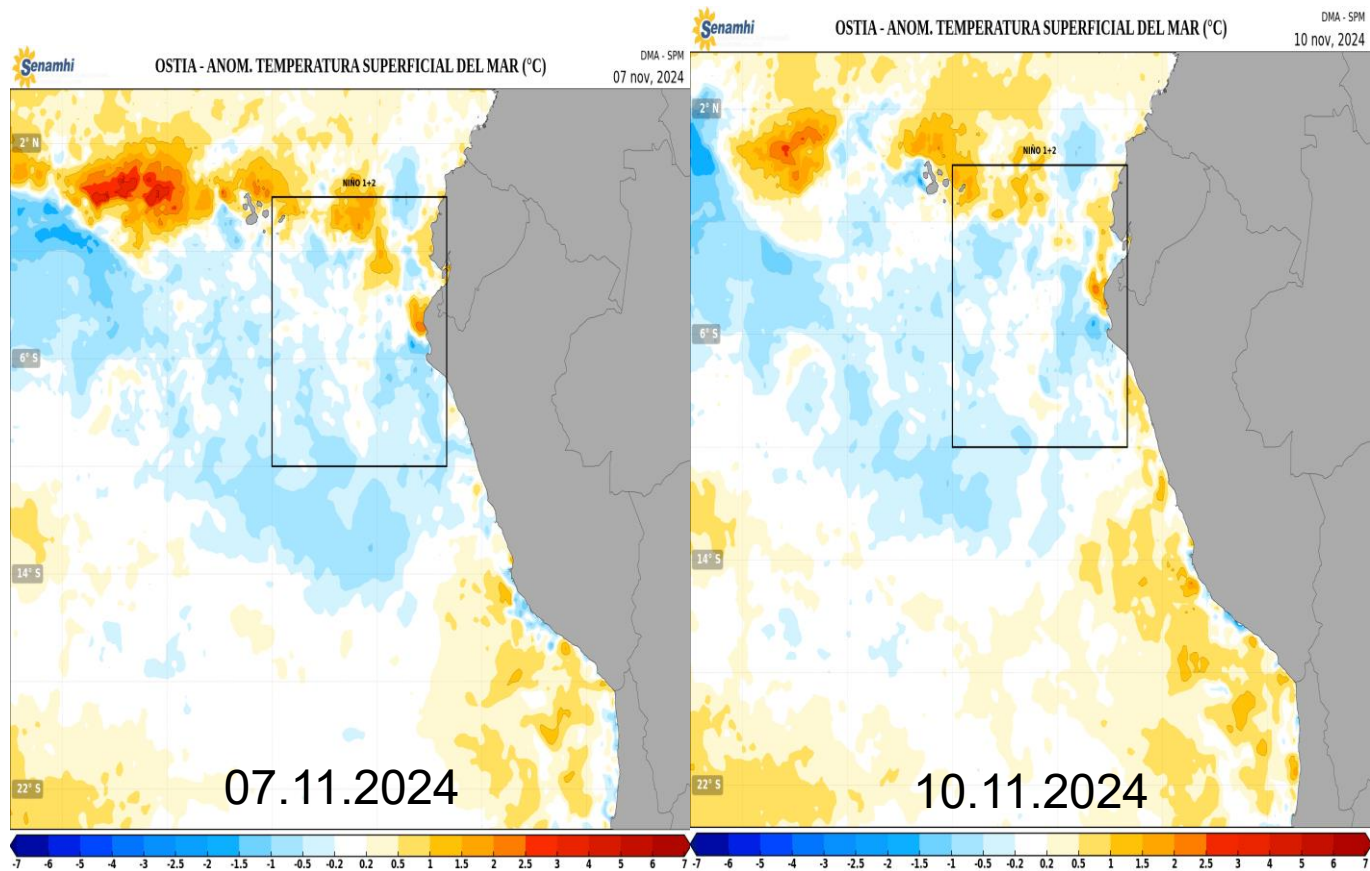 Senamhi
OSTIA - ANOM. TEMPERATURA SUPERFICIAL DEL MAR (°C)
DMA - SPM
07 nov, 2024
2° N
NIÑO 1+2
6° S
14° S
22° S
07.11.2024
-7 -6 -5 -4 -3 -2.5 -2 -1.5 -1 -0.5 -0.2 0.2 0.5 1 1.5 2 2.5 3 4 5 6 7
Senamhi
OSTIA - ANOM. TEMPERATURA SUPERFICIAL DEL MAR (°C)
DMA - SPM
10 nov, 2024
2° N
NIÑO 1+2
6° S
14° S
22° S
10.11.2024
-7 -6 -5 -4 -3 -2.5 -2 -1.5 -1 -0.5 -0.2 0.2 0.5 1 1.5 2 2.5 3 4 5 6 7